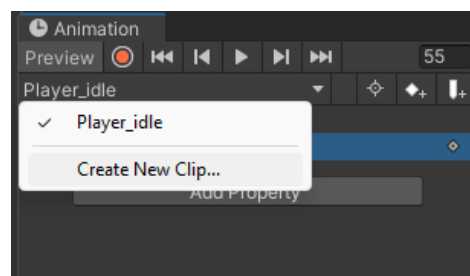 Animation
Preview 55
Player_idle
Player_idle
Create New Clip...
Add Property